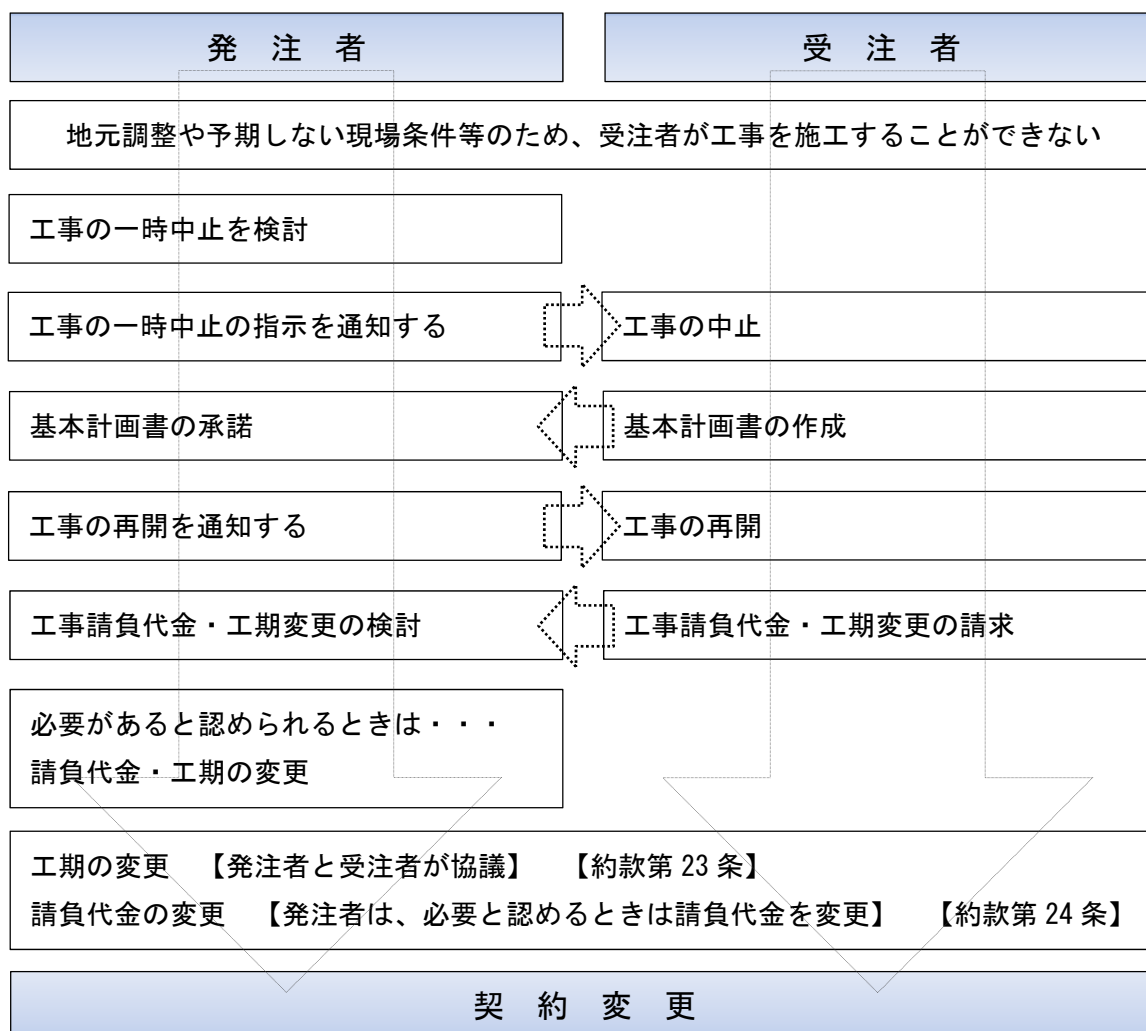 発 注 者
受 注 者
地元調整や予期しない現場条件等のため、受注者が工事を施工することができない
工事の一時中止を検討
工事の一時中止の指示を通知する
工事の中止
基本計画書の承諾
基本計画書の作成
工事の再開を通知する
工事の再開
工事請負代金・工期変更の検討
工事請負代金・工期変更の請求
必要があると認められるときは・・・
請負代金・工期の変更
工期の変更 【発注者と受注者が協議】 【約款第 23 条】
請負代金の変更 【発注者は、必要と認めるときは請負代金を変更】 【約款第 24 条】
契 約 変 更